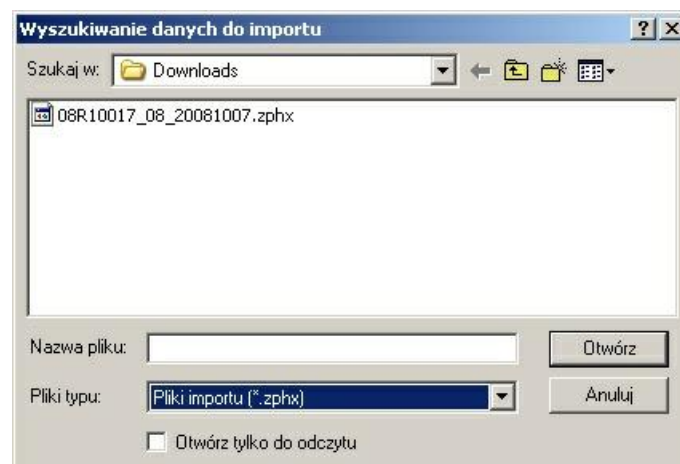 Wyszukiwanie danych do importu
Szukaj w: Downloads
08R10017_08_20081007.zphx
Nazwa pliku: Otwórz
Pliki typu: Pliki importu (*.zphx) Anuluj
Otwórz tylko do odczytu